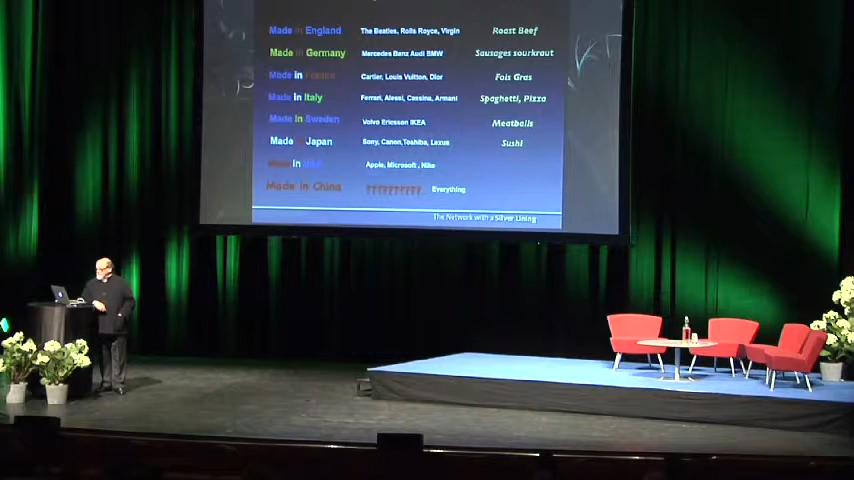 Made in England The Beatles, Rolls Royce, Virgin Roast Beef
Made in Germany Mercedes Benz Audi BMW Sausages sourkraut
Made in France Cartier, Louis Vuitton, Dior Fois Gras
Made in Italy Ferrari, Alessi, Cassina, Armani Spaghetti, Pizza
Made in Sweden Volvo Ericsson IKEA Meatballs
Made in Japan Sony, Canon,Toshiba, Lexus Sushi
Made in USA Apple, Microsoft , Nike
Made in China ?????????? Everything
The Network with a Silver Lining